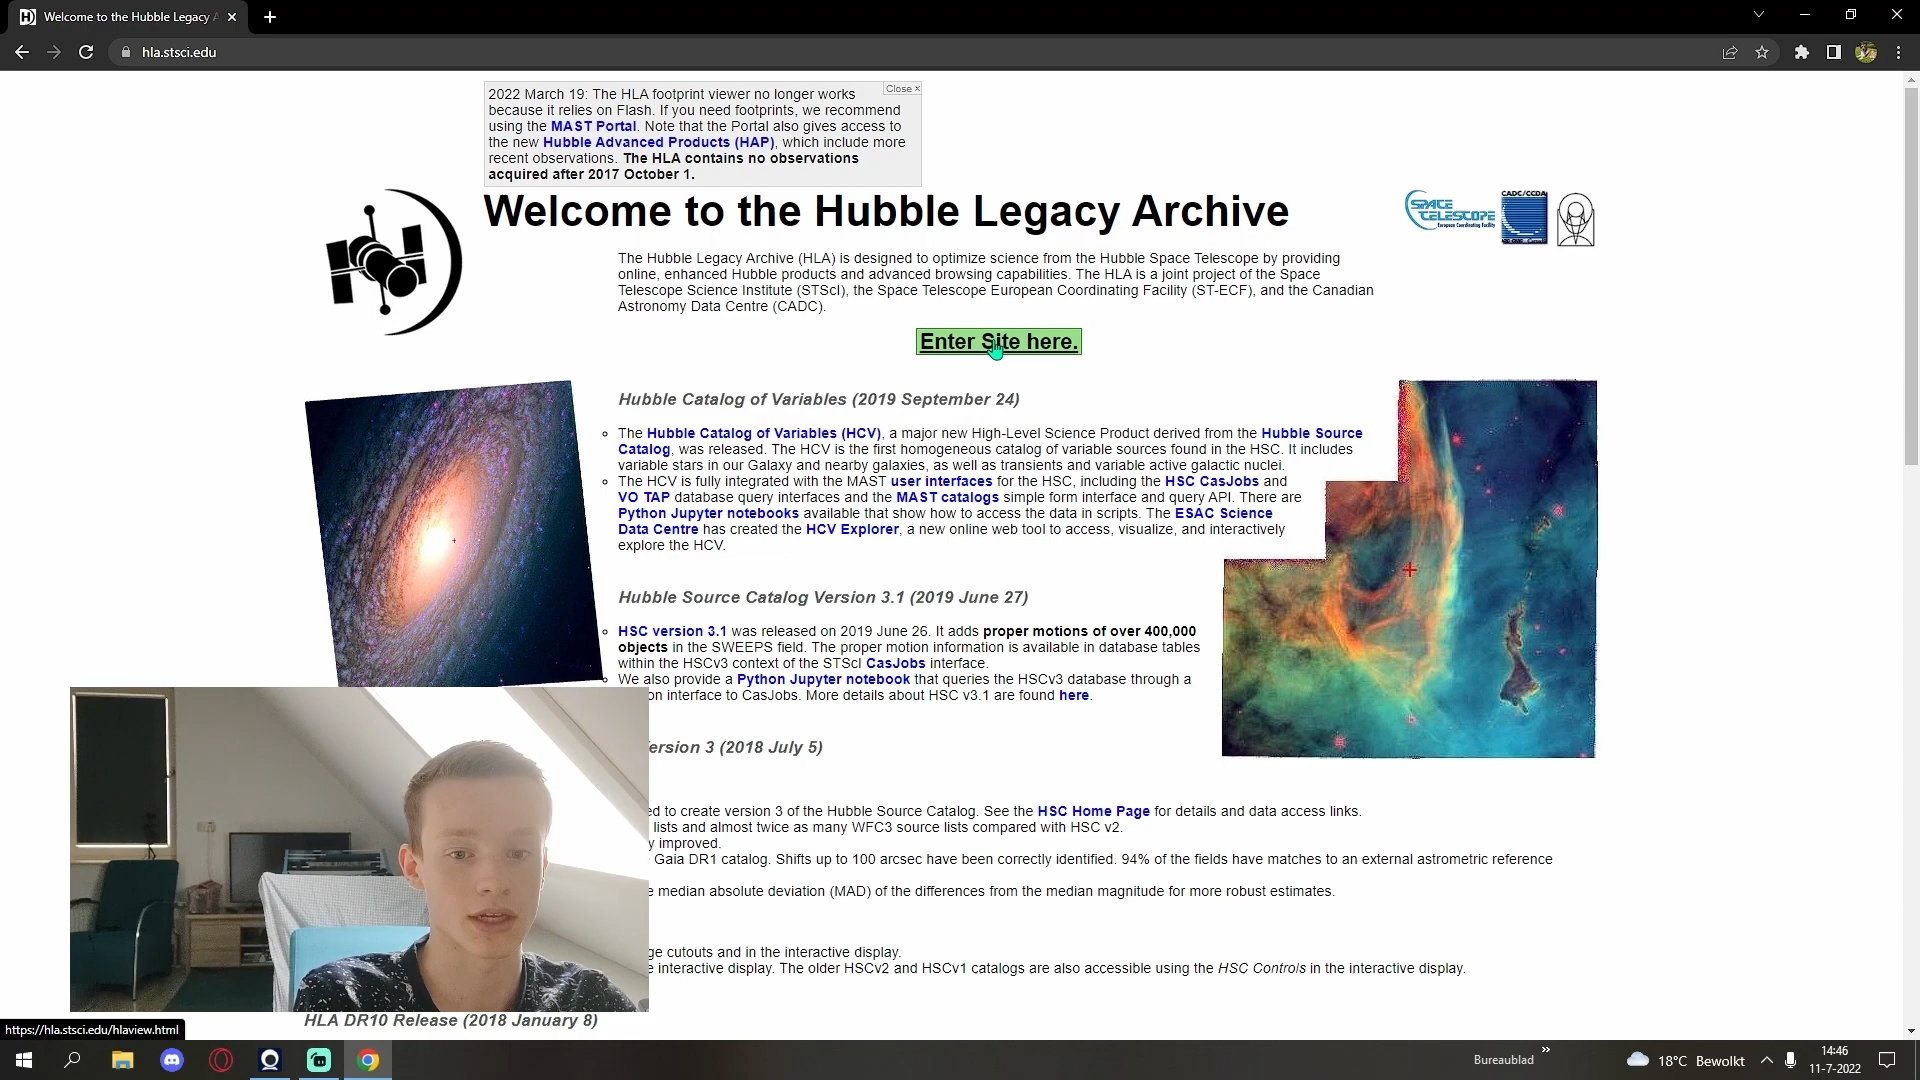 Welcome to the Hubble Legacy A
hla.stsci.edu
Close ×
2022 March 19: The HLA footprint viewer no longer works
because it relies on Flash. If you need footprints, we recommend
using the MAST Portal. Note that the Portal also gives access to
the new Hubble Advanced Products (HAP), which include more
recent observations. The HLA contains no observations
acquired after 2017 October 1.
Welcome to the Hubble Legacy Archive
SPACE
TELESCOPE
European Coordinating Facility
CADC/CCDA
The Hubble Legacy Archive (HLA) is designed to optimize science from the Hubble Space Telescope by providing
online, enhanced Hubble products and advanced browsing capabilities. The HLA is a joint project of the Space
Telescope Science Institute (STScI), the Space Telescope European Coordinating Facility (ST-ECF), and the Canadian
Astronomy Data Centre (CADC).
Enter Site here.
Hubble Catalog of Variables (2019 September 24)
The Hubble Catalog of Variables (HCV), a major new High-Level Science Product derived from the Hubble Source
Catalog, was released. The HCV is the first homogeneous catalog of variable sources found in the HSC. It includes
variable stars in our Galaxy and nearby galaxies, as well as transients and variable active galactic nuclei.
The HCV is fully integrated with the MAST user interfaces for the HSC, including the HSC CasJobs and
VO TAP database query interfaces and the MAST catalogs simple form interface and query API. There are
Python Jupyter notebooks available that show how to access the data in scripts. The ESAC Science
Data Centre has created the HCV Explorer, a new online web tool to access, visualize, and interactively
explore the HCV.
Hubble Source Catalog Version 3.1 (2019 June 27)
HSC version 3.1 was released on 2019 June 26. It adds proper motions of over 400,000
objects in the SWEEPS field. The proper motion information is available in database tables
within the HSCv3 context of the STScI CasJobs interface.
We also provide a Python Jupyter notebook that queries the HSCv3 database through a
on interface to CasJobs. More details about HSC v3.1 are found here.
ersion 3 (2018 July 5)
ed to create version 3 of the Hubble Source Catalog. See the HSC Home Page for details and data access links.
lists and almost twice as many WFC3 source lists compared with HSC v2.
y improved.
Gaia DR1 catalog. Shifts up to 100 arcsec have been correctly identified. 94% of the fields have matches to an external astrometric reference
e median absolute deviation (MAD) of the differences from the median magnitude for more robust estimates.
ge cutouts and in the interactive display.
e interactive display. The older HSCv2 and HSCv1 catalogs are also accessible using the HSC Controls in the interactive display.
HLA DR10 Release (2018 January 8)
https://hla.stsci.edu/hlaview.html
Bureaublad
18°C Bewolkt
14:46
11-7-2022